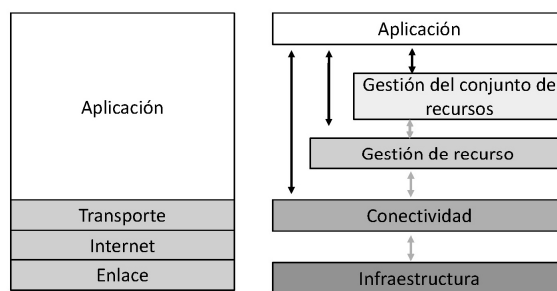 Aplicación
Transporte
Internet
Enlace
Aplicación
Gestión del conjunto de
recursos
Gestión de recurso
Conectividad
Infraestructura